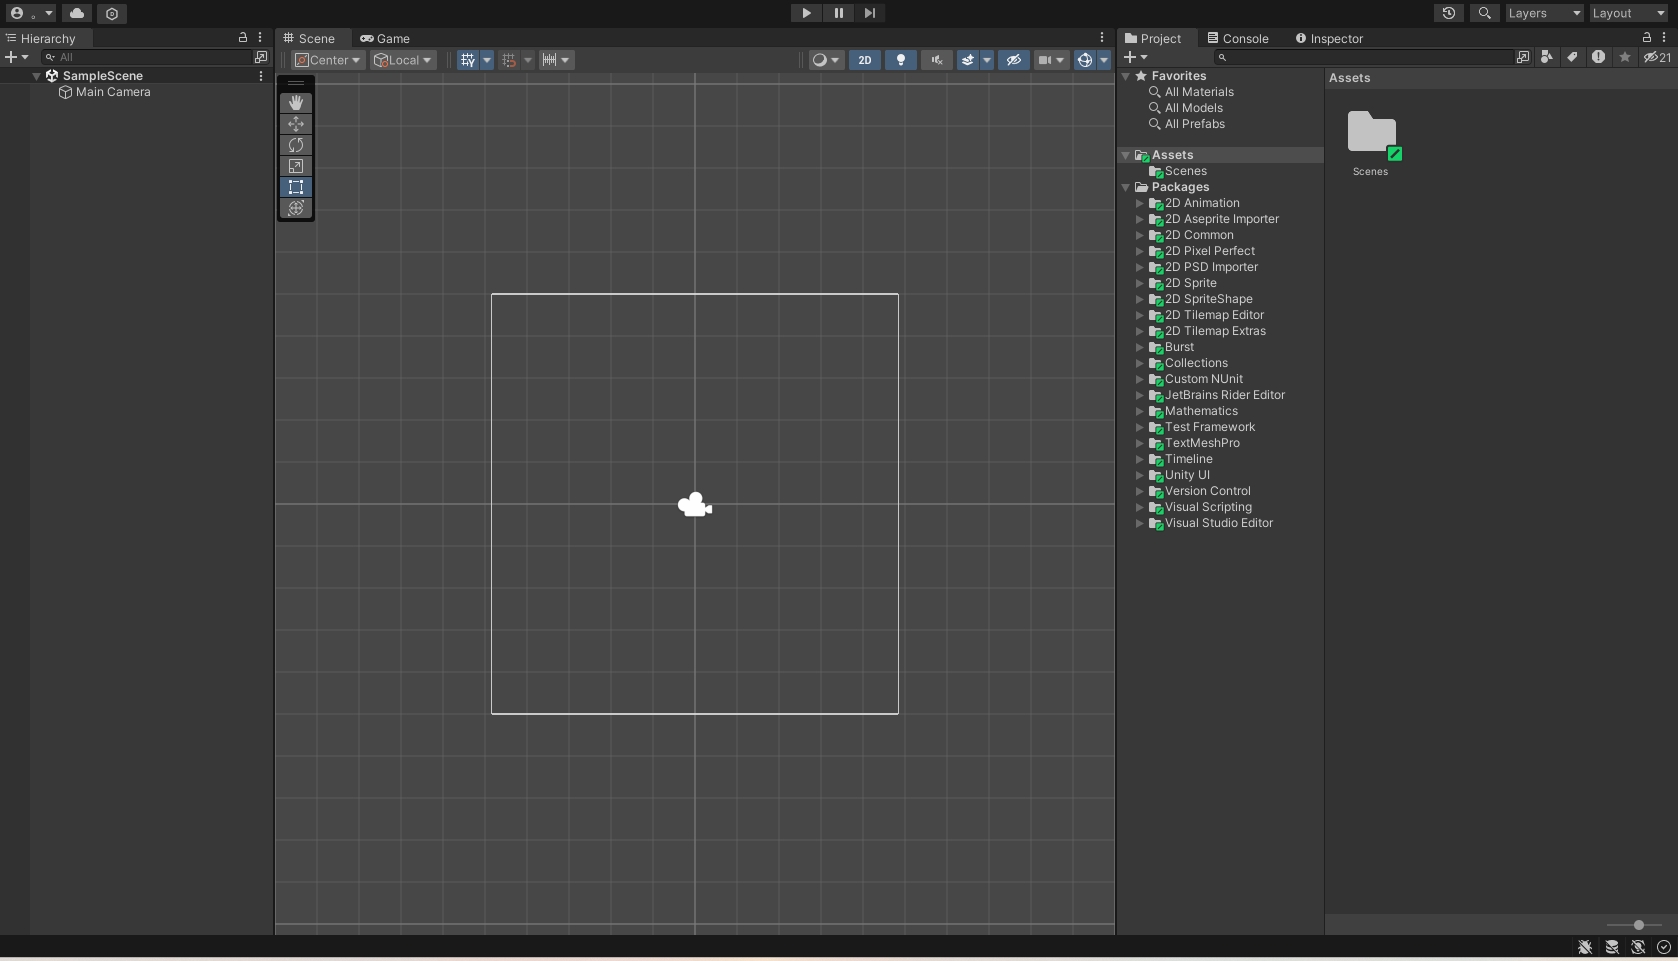 Layers
Layout
Hierarchy
All
SampleScene
Main Camera
Scene
Game
Center
Local
2D
Project
Console
Inspector
21
Favorites
All Materials
All Models
All Prefabs
Assets
Scenes
Packages
2D Animation
2D Aseprite Importer
2D Common
2D Pixel Perfect
2D PSD Importer
2D Sprite
2D SpriteShape
2D Tilemap Editor
2D Tilemap Extras
Burst
Collections
Custom NUnit
JetBrains Rider Editor
Mathematics
Test Framework
TextMeshPro
Timeline
Unity UI
Version Control
Visual Scripting
Visual Studio Editor
Assets
Scenes